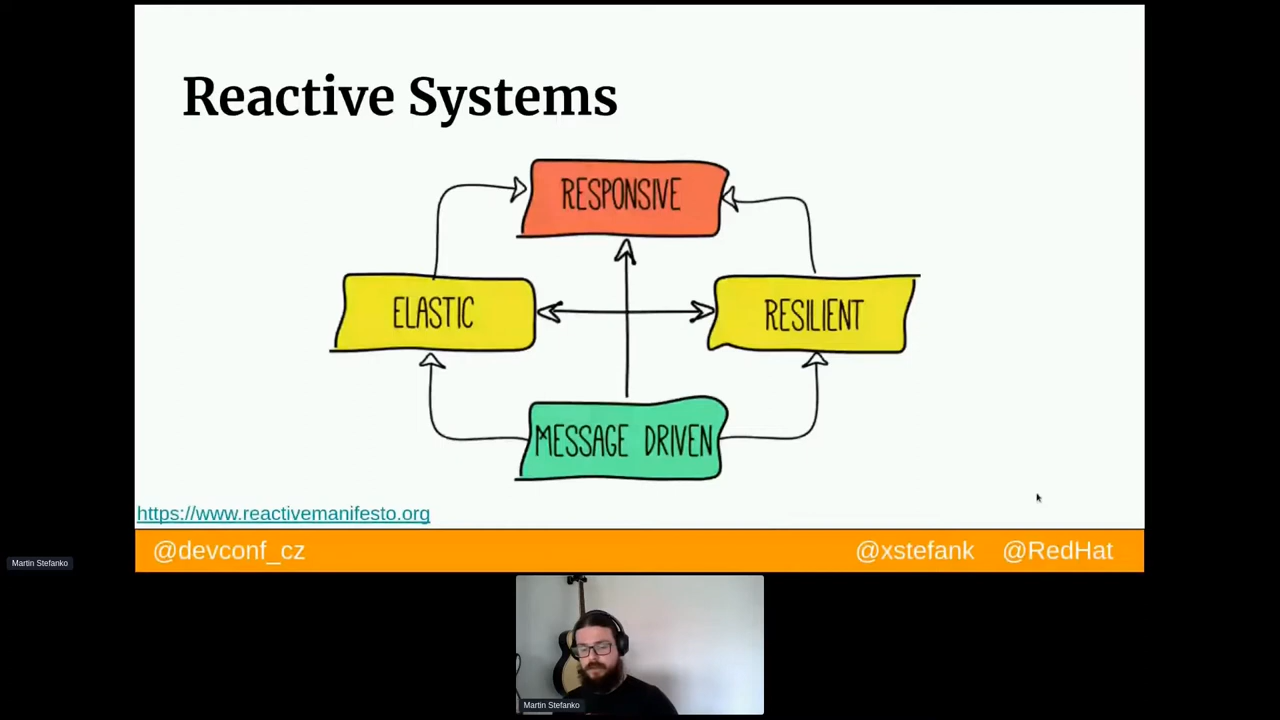 Reactive Systems
RESPONSIVE
ELASTIC
RESILIENT
MESSAGE DRIVEN
https://www.reactivemanifesto.org
@devconf_cz
@xstefank
@RedHat
Martin Stefanko
Martin Stefanko